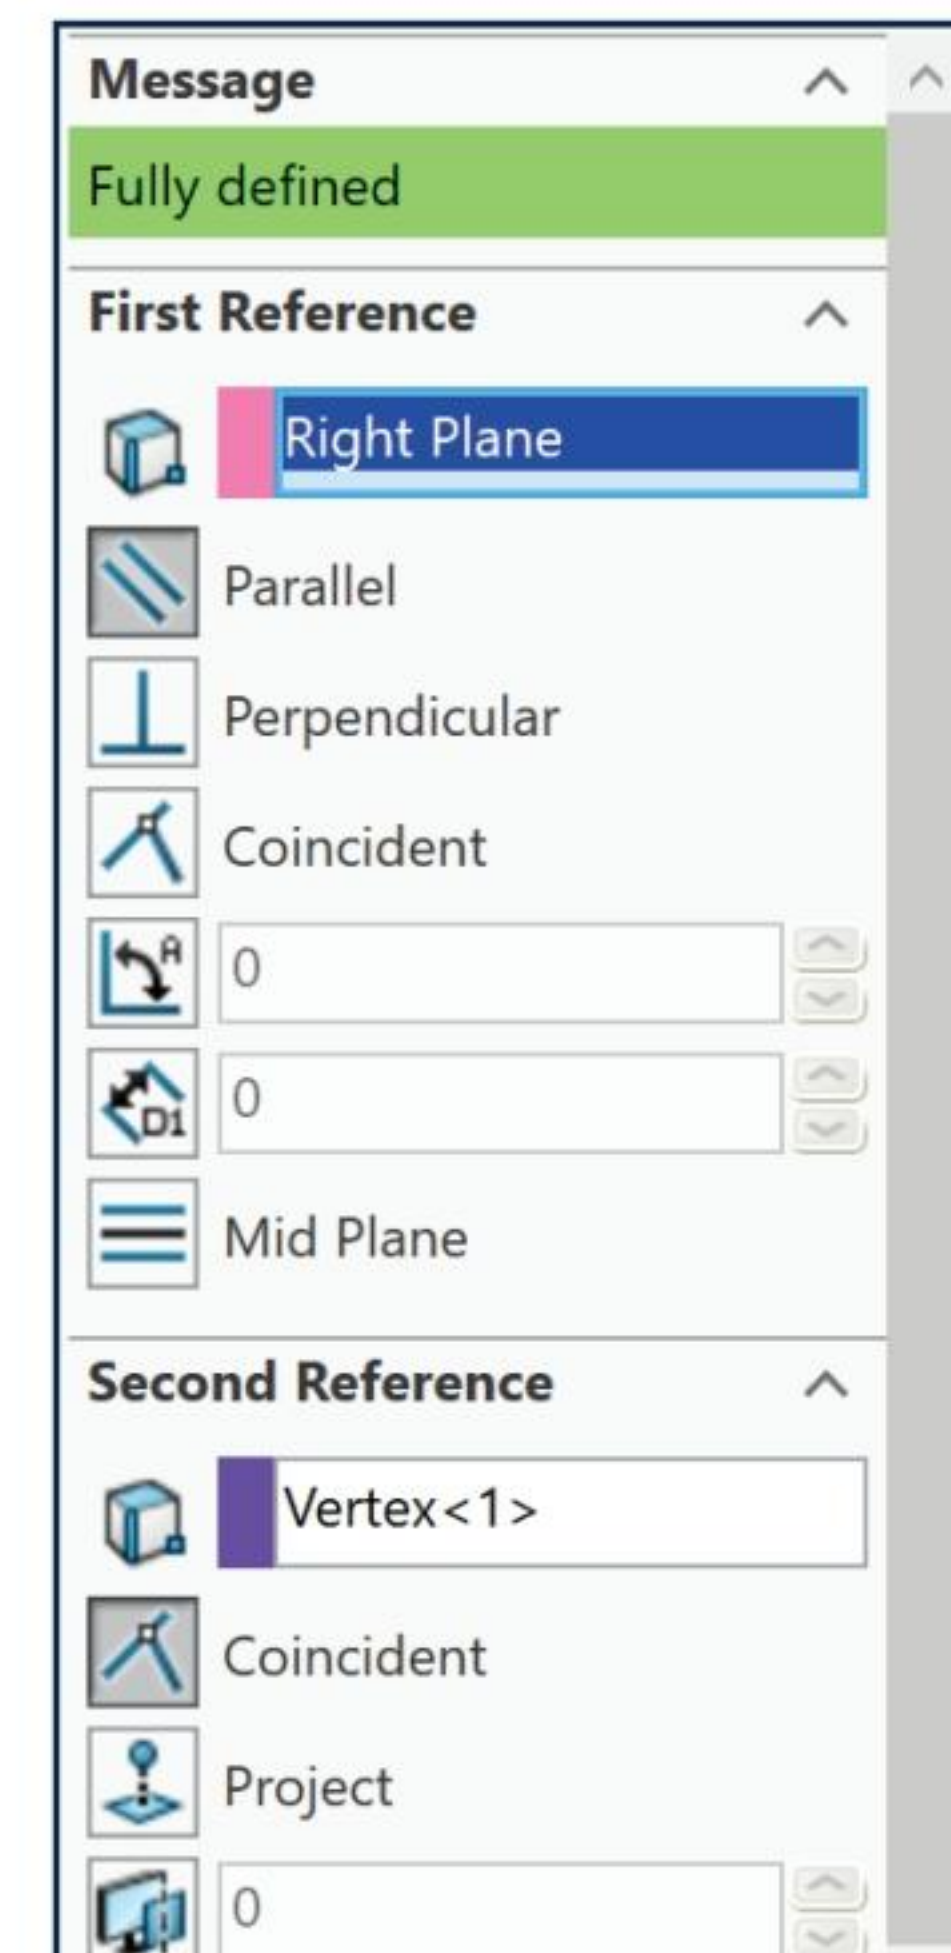 Message
Fully defined
First Reference
Right Plane
Parallel
Perpendicular
Coincident
A
0
D1
0
Mid Plane
Second Reference
Vertex<1>
Coincident
Project
0